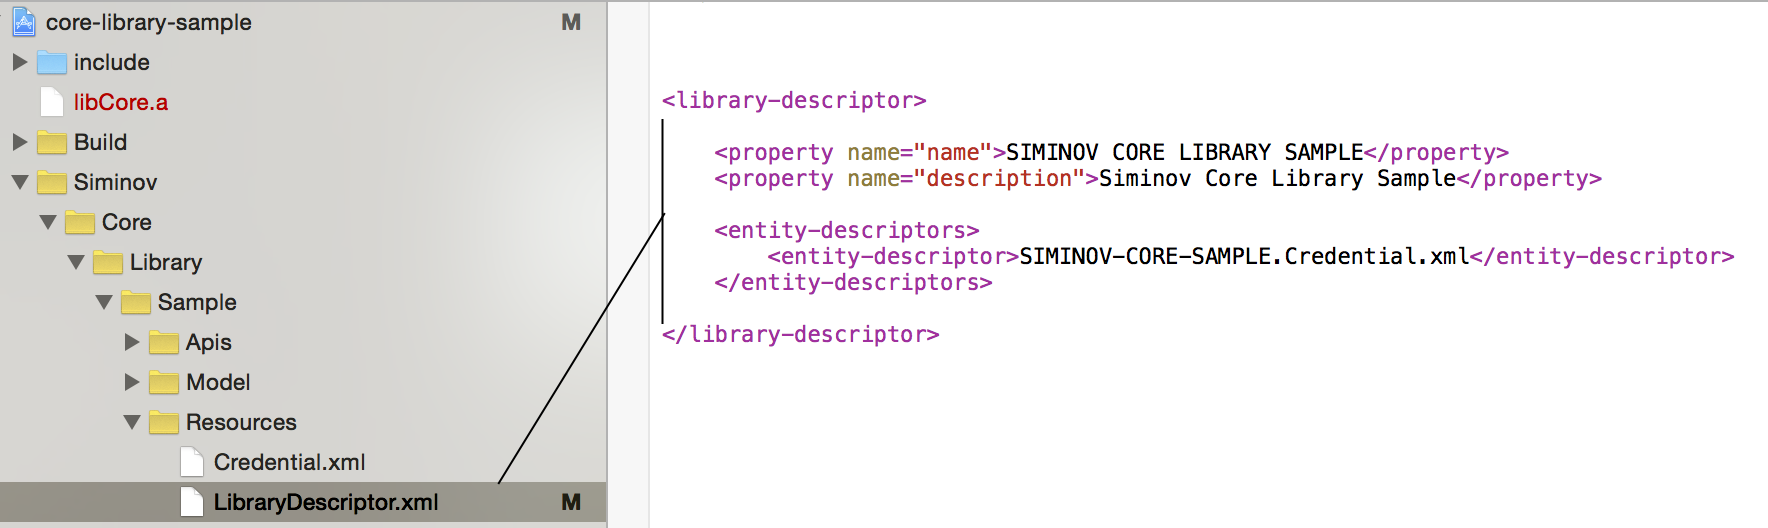 core-library-sample M
include
libCore.a
Build
Siminov
Core
Library
Sample
Apis
Model
Resources
Credential.xml
LibraryDescriptor.xml M
<library-descriptor>
<property name="name">SIMINOV CORE LIBRARY SAMPLE</property>
<property name="description">Siminov Core Library Sample</property>
<entity-descriptors>
<entity-descriptor>SIMINOV-CORE-SAMPLE.Credential.xml</entity-descriptor>
</entity-descriptors>
</library-descriptor>